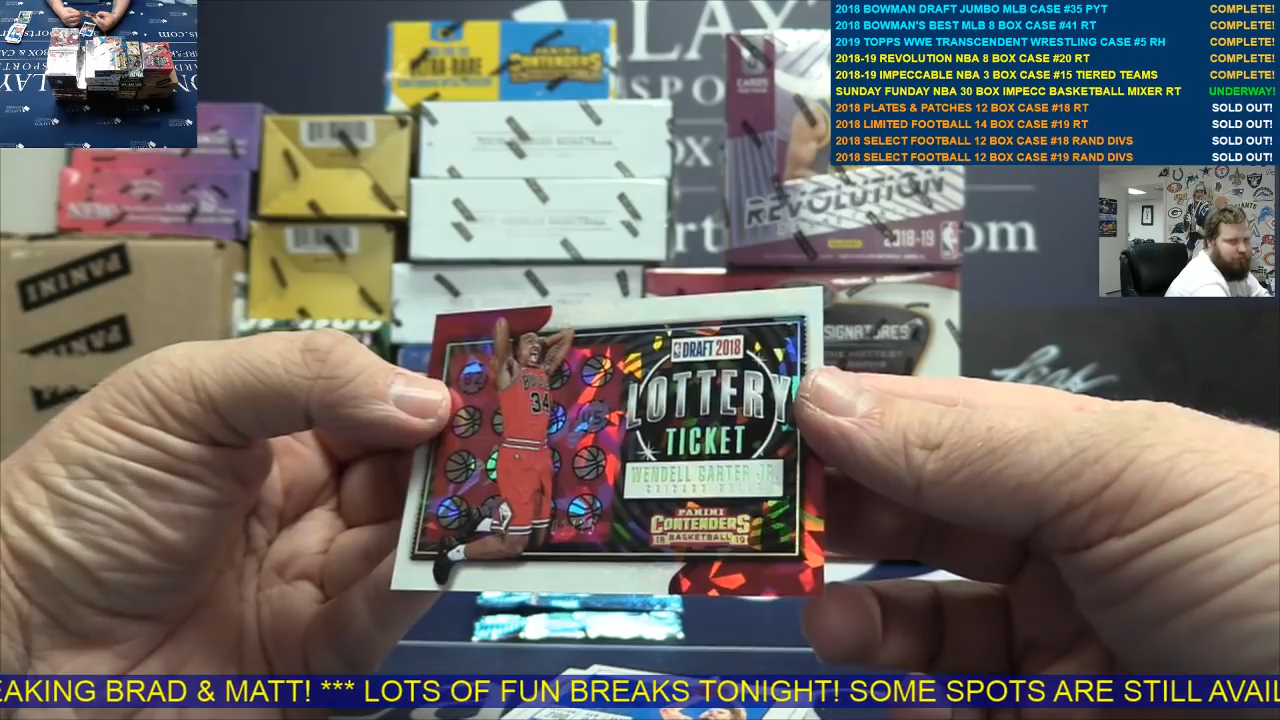 2018 BOWMAN DRAFT JUMBO MLB CASE #35 PYT COMPLETE!
2018 BOWMAN'S BEST MLB 8 BOX CASE #41 RT COMPLETE!
2019 TOPPS WWE TRANSCENDENT WRESTLING CASE #5 RH COMPLETE!
2018-19 REVOLUTION NBA 8 BOX CASE #20 RT COMPLETE!
2018-19 IMPECCABLE NBA 3 BOX CASE #15 TIERED TEAMS COMPLETE!
SUNDAY FUNDAY NBA 30 BOX IMPECC BASKETBALL MIXER RT UNDERWAY!
2018 PLATES & PATCHES 12 BOX CASE #18 RT SOLD OUT!
2018 LIMITED FOOTBALL 14 BOX CASE #19 RT SOLD OUT!
2018 SELECT FOOTBALL 12 BOX CASE #18 RAND DIVS SOLD OUT!
2018 SELECT FOOTBALL 12 BOX CASE #19 RAND DIVS SOLD OUT!
ULTRA-RARE
CONTENDERS
REVOLUTION
2018-19
PANINI
PANINI
SIGNATURES
.com
DRAFT 2018
LOTTERY
TICKET
WENDELL CARTER JR.
CHICAGO BULLS
PANINI
CONTENDERS
18 BASKETBALL 19
BULLS
34
EAKING BRAD & MATT! *** LOTS OF FUN BREAKS TONIGHT! SOME SPOTS ARE STILL AVAIL